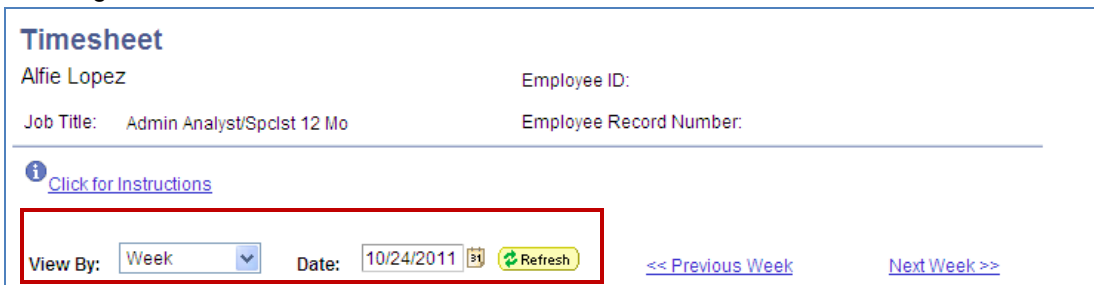 Timesheet
Alfie Lopez
Employee ID:
Job Title: Admin Analyst/Spclst 12 Mo
Employee Record Number:
Click for Instructions
View By: Week Date: 10/24/2011 31 Refresh << Previous Week Next Week >>